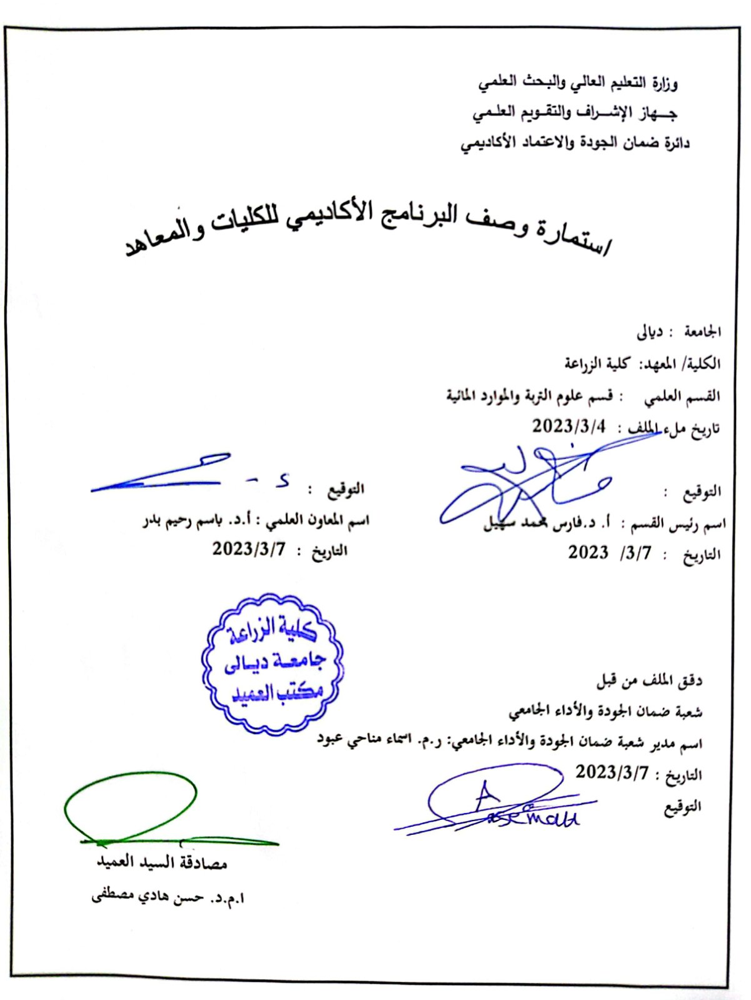 وزارة التعليم العالي والبحث العلمي
جـــهاز الإشـــراف والتقـويم العلـمي
دائرة ضمان الجودة والاعتماد الأكاديمي
استمارة وصف البرنامج الأكاديمي للكليات والمعاهد
الجامعة : ديالى
الكلية/ المعهد: كلية الزراعة
القسم العلمي : قسم علوم التربة والموارد المائية
تاريخ ملء الملف : 2023/3/4
التوقيع :
التوقيع :
اسم رئيس القسم : أ. د.فارس محمد سهيل
اسم المعاون العلمي : أ.د. باسم رحيم بدر
التاريخ : 3/7/ 2023
التاريخ : 2023/3/7
كلية الزراعة
جامعـة ديـالى
مكتب العميد
دقق الملف من قبل
شعبة ضمان الجودة والأداء الجامعي
اسم مدير شعبة ضمان الجودة والأداء الجامعي: ر.م. اسماء مناحي عبود
التاريخ : 2023/3/7
التوقيع
مصادقة السيد العميد
ا.م.د. حسن هادي مصطفى